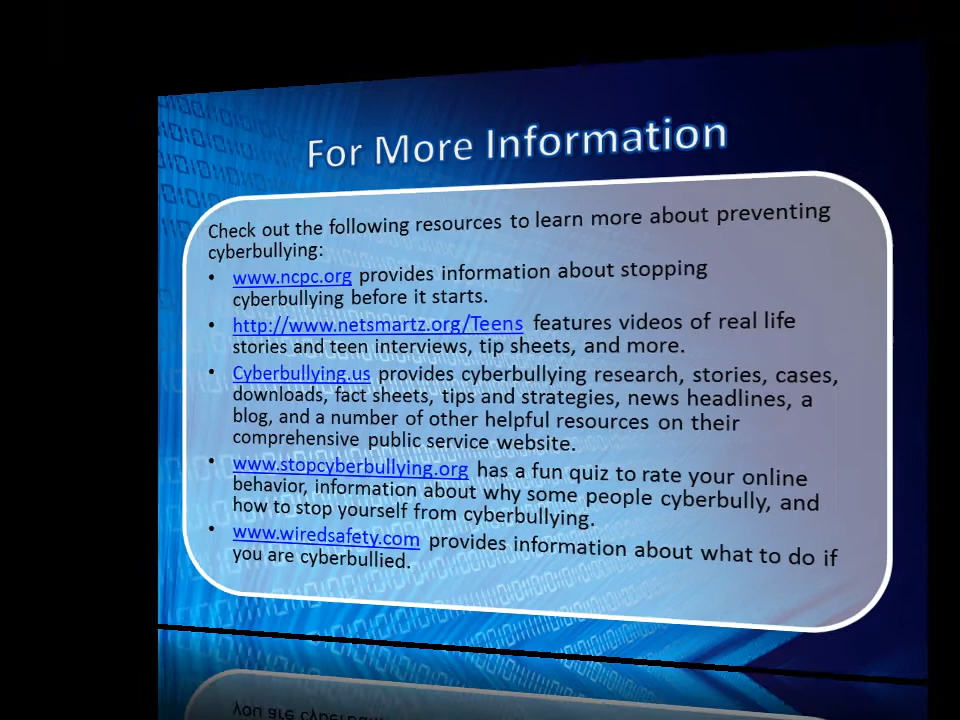 For More Information
Check out the following resources to learn more about preventing
cyberbullying:
• www.ncpc.org provides information about stopping
cyberbullying before it starts.
• http://www.netsmartz.org/Teens features videos of real life
stories and teen interviews, tip sheets, and more.
• Cyberbullying.us provides cyberbullying research, stories, cases,
downloads, fact sheets, tips and strategies, news headlines, a
blog, and a number of other helpful resources on their
comprehensive public service website.
• www.stopcyberbullying.org has a fun quiz to rate your online
behavior, information about why some people cyberbully, and
how to stop yourself from cyberbullying.
• www.wiredsafety.com provides information about what to do if
you are cyberbullied.